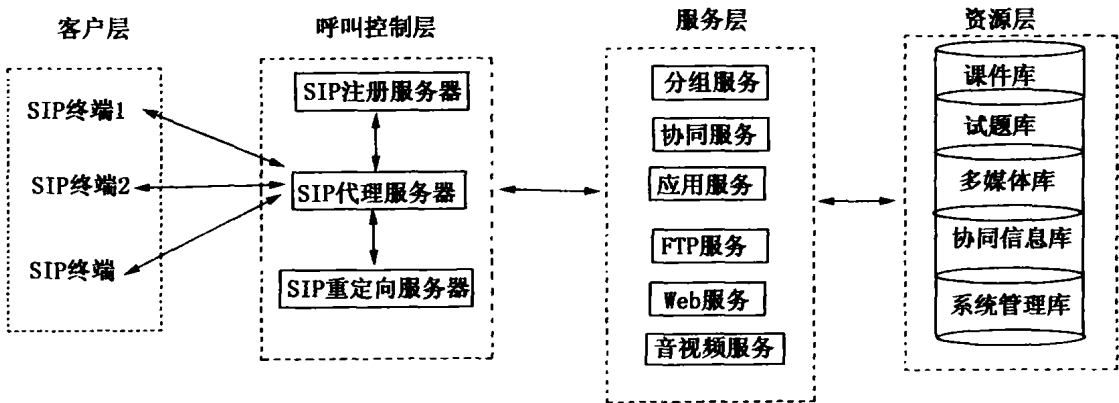 客户层
SIP终端1
SIP终端2
SIP终端
呼叫控制层
SIP注册服务器
SIP代理服务器
SIP重定向服务器
服务层
分组服务
协同服务
应用服务
FTP服务
Web服务
音视频服务
资源层
课件库
试题库
多媒体库
协同信息库
系统管理库